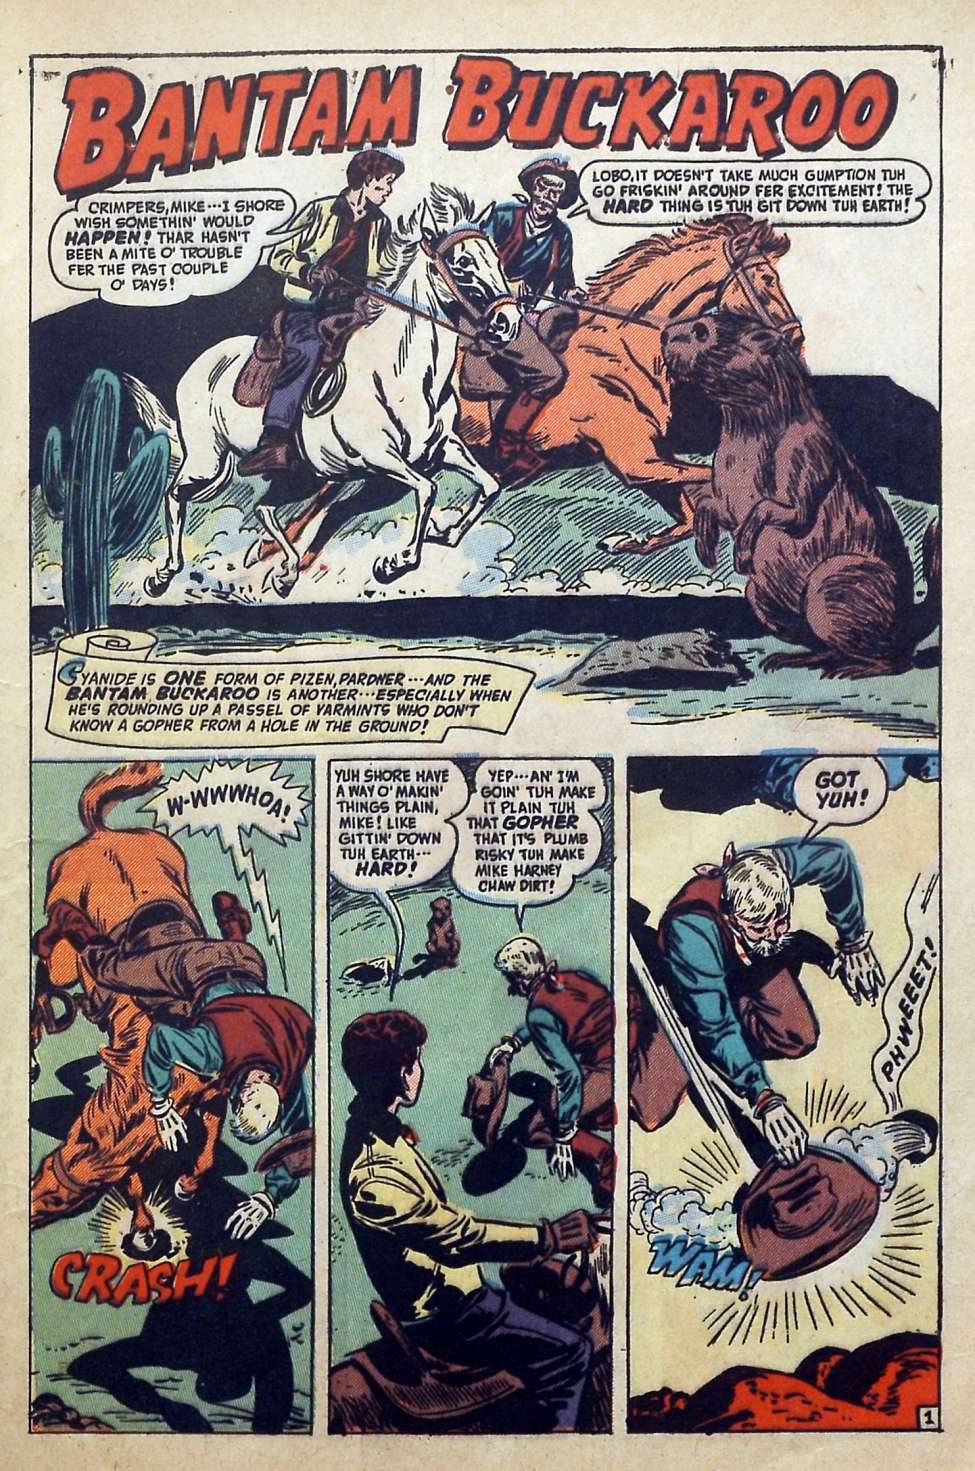 BANTAM BUCKAROO
CRIMPERS, MIKE---I SHORE
WISH SOMETHIN' WOULD
HAPPEN! THAR HASN'T
BEEN A MITE O' TROUBLE
FER THE PAST COUPLE
O' DAYS!
LOBO, IT DOESN'T TAKE MUCH GUMPTION TUH
GO FRISKIN' AROUND FER EXCITEMENT! THE
HARD THING IS TUH GIT DOWN TUH EARTH!
CYANIDE IS ONE FORM OF PIZEN, PARDNER---AND THE
BANTAM BUCKAROO IS ANOTHER---ESPECIALLY WHEN
HE'S ROUNDING UP A PASSEL OF VARMINTS WHO DON'T
KNOW A GOPHER FROM A HOLE IN THE GROUND!
W-WWWHOA!
CRASH!
YUH SHORE HAVE
A WAY O' MAKIN'
THINGS PLAIN,
MIKE! LIKE
GITTIN' DOWN
TUH EARTH---
HARD!
YEP---AN' I'M
GOIN' TUH MAKE
IT PLAIN TUH
THAT GOPHER
THAT IT'S PLUMB
RISKY TUH MAKE
MIKE HARNEY
CHAW DIRT!
GOT
YUH!
PHWEEET!
WAM!
1